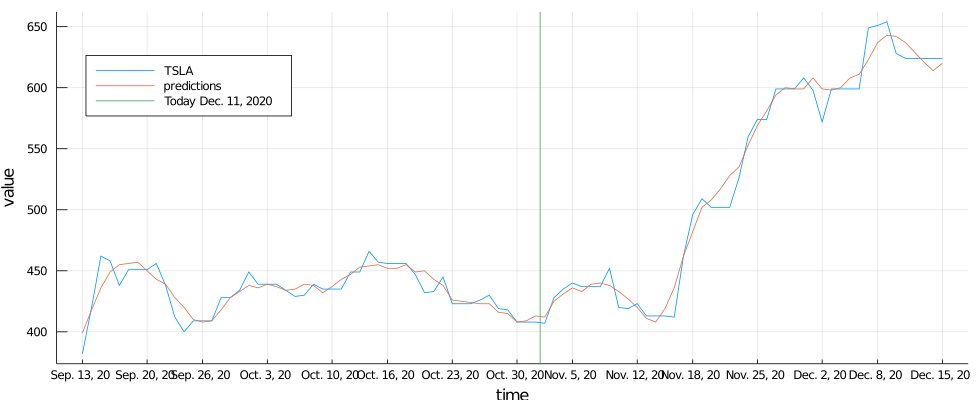 650
600
550
500
450
400
value
TSLA
predictions
Today Dec. 11, 2020
Sep. 13, 20 Sep. 20, 20 Sep. 26, 20 Oct. 3, 20 Oct. 10, 20 Oct. 16, 20 Oct. 23, 20 Oct. 30, 20 Nov. 5, 20 Nov. 12, 20 Nov. 18, 20 Nov. 25, 20 Dec. 2, 20 Dec. 8, 20 Dec. 15, 20
time